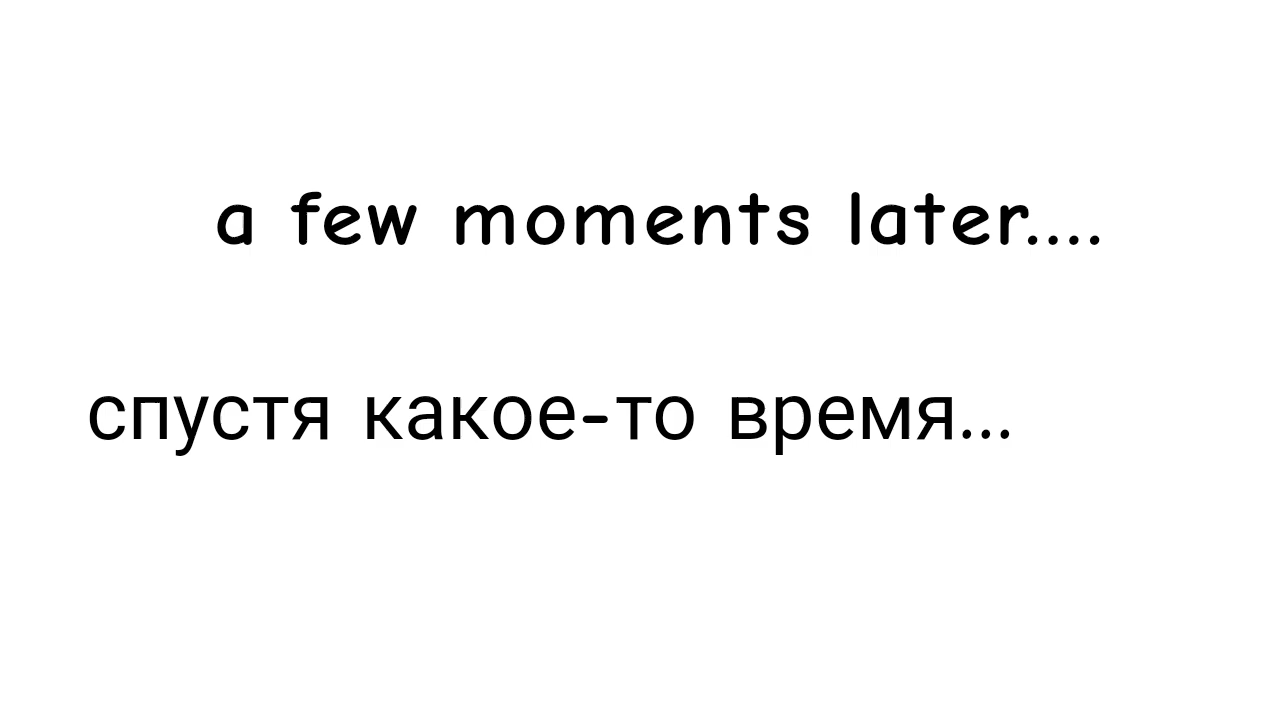 a few moments later....
спустя какое-то время...